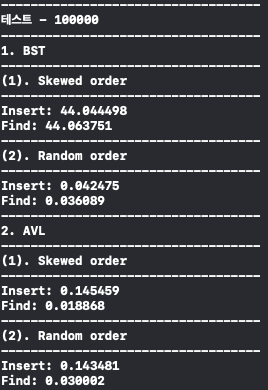 ----------------------------------
테스트 - 100000
----------------------------------
1. BST
----------------------------------
(1). Skewed order
----------------------------------
Insert: 44.044498
Find: 44.063751
----------------------------------
(2). Random order
----------------------------------
Insert: 0.042475
Find: 0.036089
----------------------------------
2. AVL
----------------------------------
(1). Skewed order
----------------------------------
Insert: 0.145459
Find: 0.018868
----------------------------------
(2). Random order
----------------------------------
Insert: 0.143481
Find: 0.030002